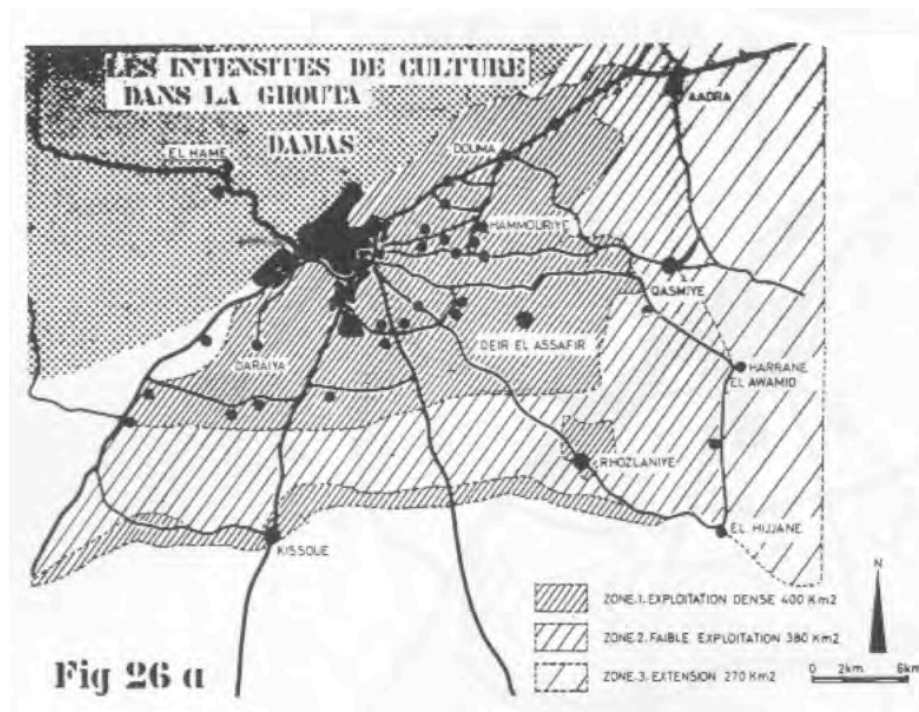 LES INTENSITES DE CULTURE
DANS LA GHOUTA
DAMAS
AADRA
EL HAME
DOUMA
HAMMOURIYE
QASMIYE
DEIR EL ASSAFIR
DARAIYA
HARRANE
EL AWAMID
RHOZLANIYE
EL HIJJANE
KISSOUE
N
ZONE.1. EXPLOITATION DENSE 400 Km2
ZONE.2. FAIBLE EXPLOITATION 380 Km2
ZONE.3. EXTENSION 270 Km2
0 2km. 6km
Fig 26 a